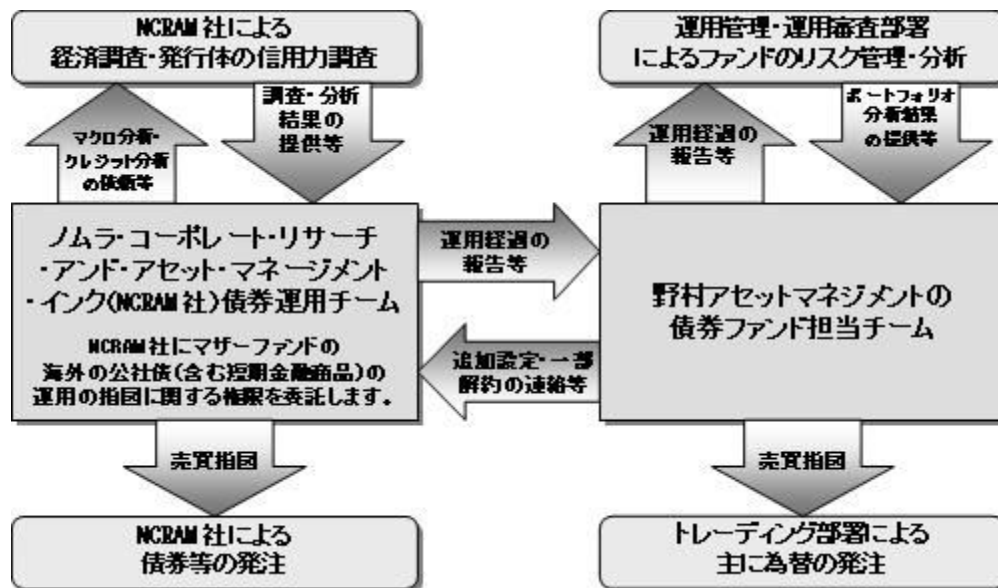 NCRAM社による
経済調査・発行体の信用力調査
運用管理・運用審査部署
によるファンドのリスク管理・分析
マクロ分析・
クレジット分析
の依頼等
調査・分析
結果の
提供等
運用経過の
報告等
ポートフォリオ
分析結果
の提供等
ノムラ・コーポレート・リサーチ
・アンド・アセット・マネージメント
・インク(NCRAM社)債券運用チーム
NCRAM社にマザーファンドの
海外の公社債(含む短期金融商品)の
運用の指図に関する権限を委託します。
運用経過の
報告等
追加設定・一部
解約の連絡等
野村アセットマネジメントの
債券ファンド担当チーム
売買指図
売買指図
NCRAM社による
債券等の発注
トレーディング部署による
主に為替の発注